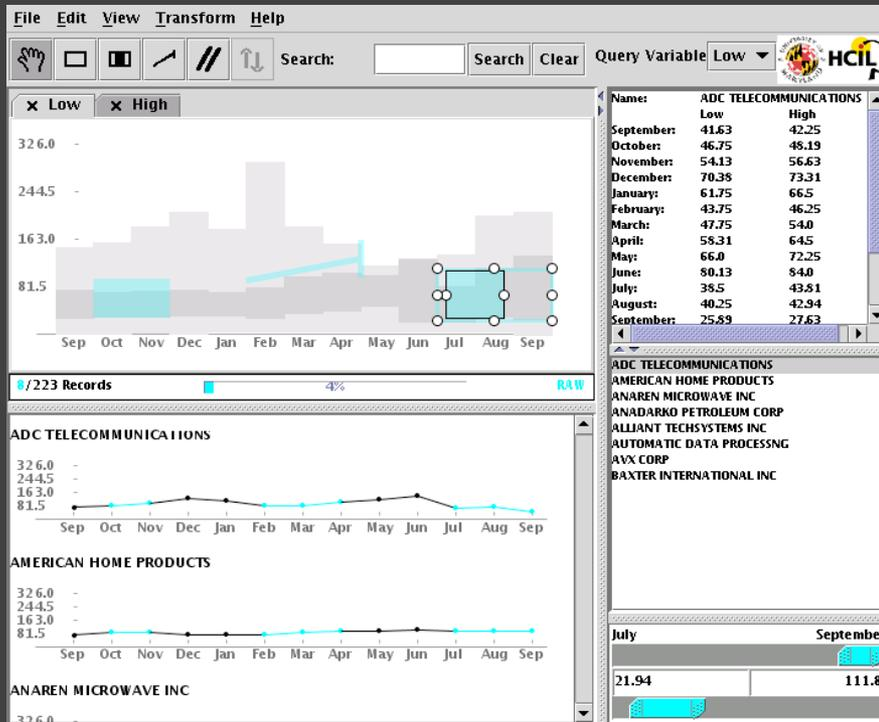 File Edit View Transform Help
Search: Search Clear Query Variable Low HCIL
UNIVERSITY OF MARYLAND
× Low × High
326.0
244.5
163.0
81.5
Sep Oct Nov Dec Jan Feb Mar Apr May Jun Jul Aug Sep
8/223 Records 4% RAW
ADC TELECOMMUNICATIONS
326.0
244.5
163.0
81.5
Sep Oct Nov Dec Jan Feb Mar Apr May Jun Jul Aug Sep
AMERICAN HOME PRODUCTS
326.0
244.5
163.0
81.5
Sep Oct Nov Dec Jan Feb Mar Apr May Jun Jul Aug Sep
ANAREN MICROWAVE INC
326.0
Name: ADC TELECOMMUNICATIONS
Low High
September: 41.63 42.25
October: 46.75 48.19
November: 54.13 56.63
December: 70.38 73.31
January: 61.75 66.5
February: 43.75 46.25
March: 47.75 54.0
April: 58.31 64.5
May: 66.0 72.25
June: 80.13 84.0
July: 38.5 43.81
August: 40.25 42.94
September: 25.89 27.63
ADC TELECOMMUNICATIONS
AMERICAN HOME PRODUCTS
ANAREN MICROWAVE INC
ANADARKO PETROLEUM CORP
ALLIANT TECHSYSTEMS INC
AUTOMATIC DATA PROCESSNG
AVX CORP
BAXTER INTERNATIONAL INC
July Septembe
21.94 111.8